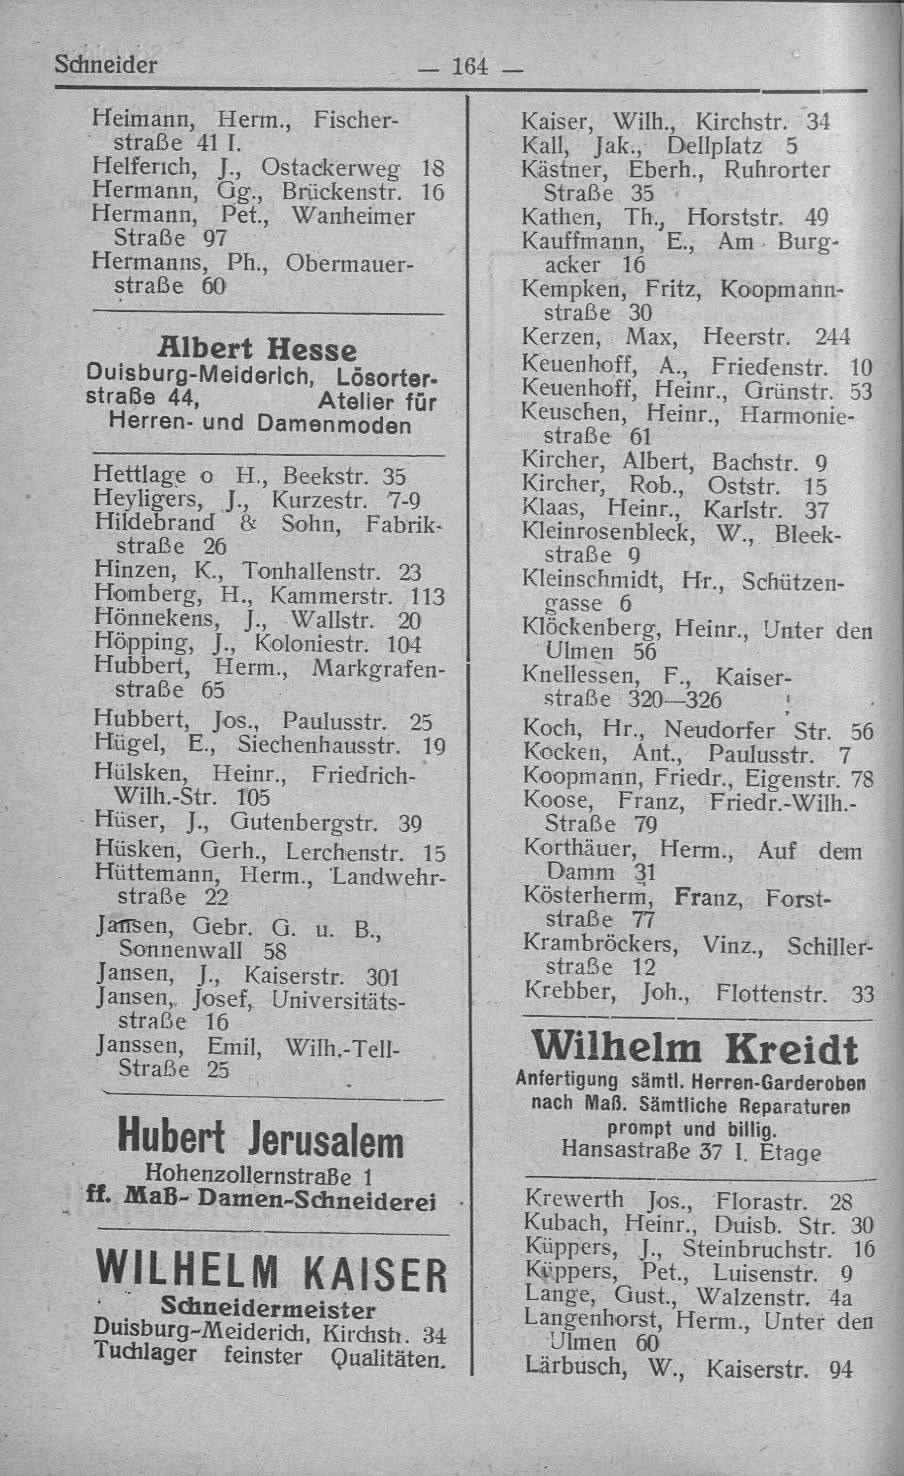 Schneider
— 164 —
Heimann, Herm., Fischer-
straße 41 I.
Helferich, J., Ostackerweg 18
Hermann, Gg., Brückenstr. 16
Hermann, Pet., Wanheimer
Straße 97
Hermanns, Ph., Obermauer-
straße 60
Albert Hesse
Duisburg-Meiderich, Lösorter-
straße 44, Atelier für
Herren- und Damenmoden
Hettlage o H., Beekstr. 35
Heyligers, J., Kurzestr. 7-9
Hildebrand & Sohn, Fabrik-
straße 26
Hinzen, K., Tonhallenstr. 23
Homberg, H., Kammerstr. 113
Hönnekens, J., Wallstr. 20
Höpping, J., Koloniestr. 104
Hubbert, Herm., Markgrafen-
straße 65
Hubbert, Jos., Paulusstr. 25
Hügel, E., Siechenhausstr. 19
Hülsken, Heinr., Friedrich-
Wilh.-Str. 105
Hüser, J., Gutenbergstr. 39
Hüsken, Gerh., Lerchenstr. 15
Hüttemann, Herm., Landwehr-
straße 22
Jansen, Gebr. G. u. B.,
Sonnenwall 58
Jansen, J., Kaiserstr. 301
Jansen, Josef, Universitäts-
straße 16
Janssen, Emil, Wilh.-Tell-
Straße 25
Hubert Jerusalem
Hohenzollernstraße 1
ff. Maß- Damen-Schneiderei
WILHELM KAISER
Schneidermeister
Duisburg-Meiderich, Kirchstr. 34
Tuchlager feinster Qualitäten.
Kaiser, Wilh., Kirchstr. 34
Kall, Jak., Dellplatz 5
Kästner, Eberh., Ruhrorter
Straße 35
Kathen, Th., Horststr. 49
Kauffmann, E., Am Burg-
acker 16
Kempken, Fritz, Koopmann-
straße 30
Kerzen, Max, Heerstr. 244
Keuenhoff, A., Friedenstr. 10
Keuenhoff, Heinr., Grünstr. 53
Keuschen, Heinr., Harmonie-
straße 61
Kircher, Albert, Bachstr. 9
Kircher, Rob., Oststr. 15
Klaas, Heinr., Karlstr. 37
Kleinrosenbleck, W., Bleek-
straße 9
Kleinschmidt, Hr., Schützen-
gasse 6
Klöckenberg, Heinr., Unter den
Ulmen 56
Knellessen, F., Kaiser-
straße 320—326
Koch, Hr., Neudorfer Str. 56
Kocken, Ant., Paulusstr. 7
Koopmann, Friedr., Eigenstr. 78
Koose, Franz, Friedr.-Wilh.-
Straße 79
Korthäuer, Herm., Auf dem
Damm 31
Kösterherm, Franz, Forst-
straße 77
Krambröckers, Vinz., Schiller-
straße 12
Krebber, Joh., Flottenstr. 33
Wilhelm Kreidt
Anfertigung sämtl. Herren-Garderoben
nach Maß. Sämtliche Reparaturen
prompt und billig.
Hansastraße 37 I. Etage
Krewerth Jos., Florastr. 28
Kubach, Heinr., Duisb. Str. 30
Küppers, J., Steinbruchstr. 16
Küppers, Pet., Luisenstr. 9
Lange, Gust., Walzenstr. 4a
Langenhorst, Herm., Unter den
Ulmen 60
Lärbusch, W., Kaiserstr. 94